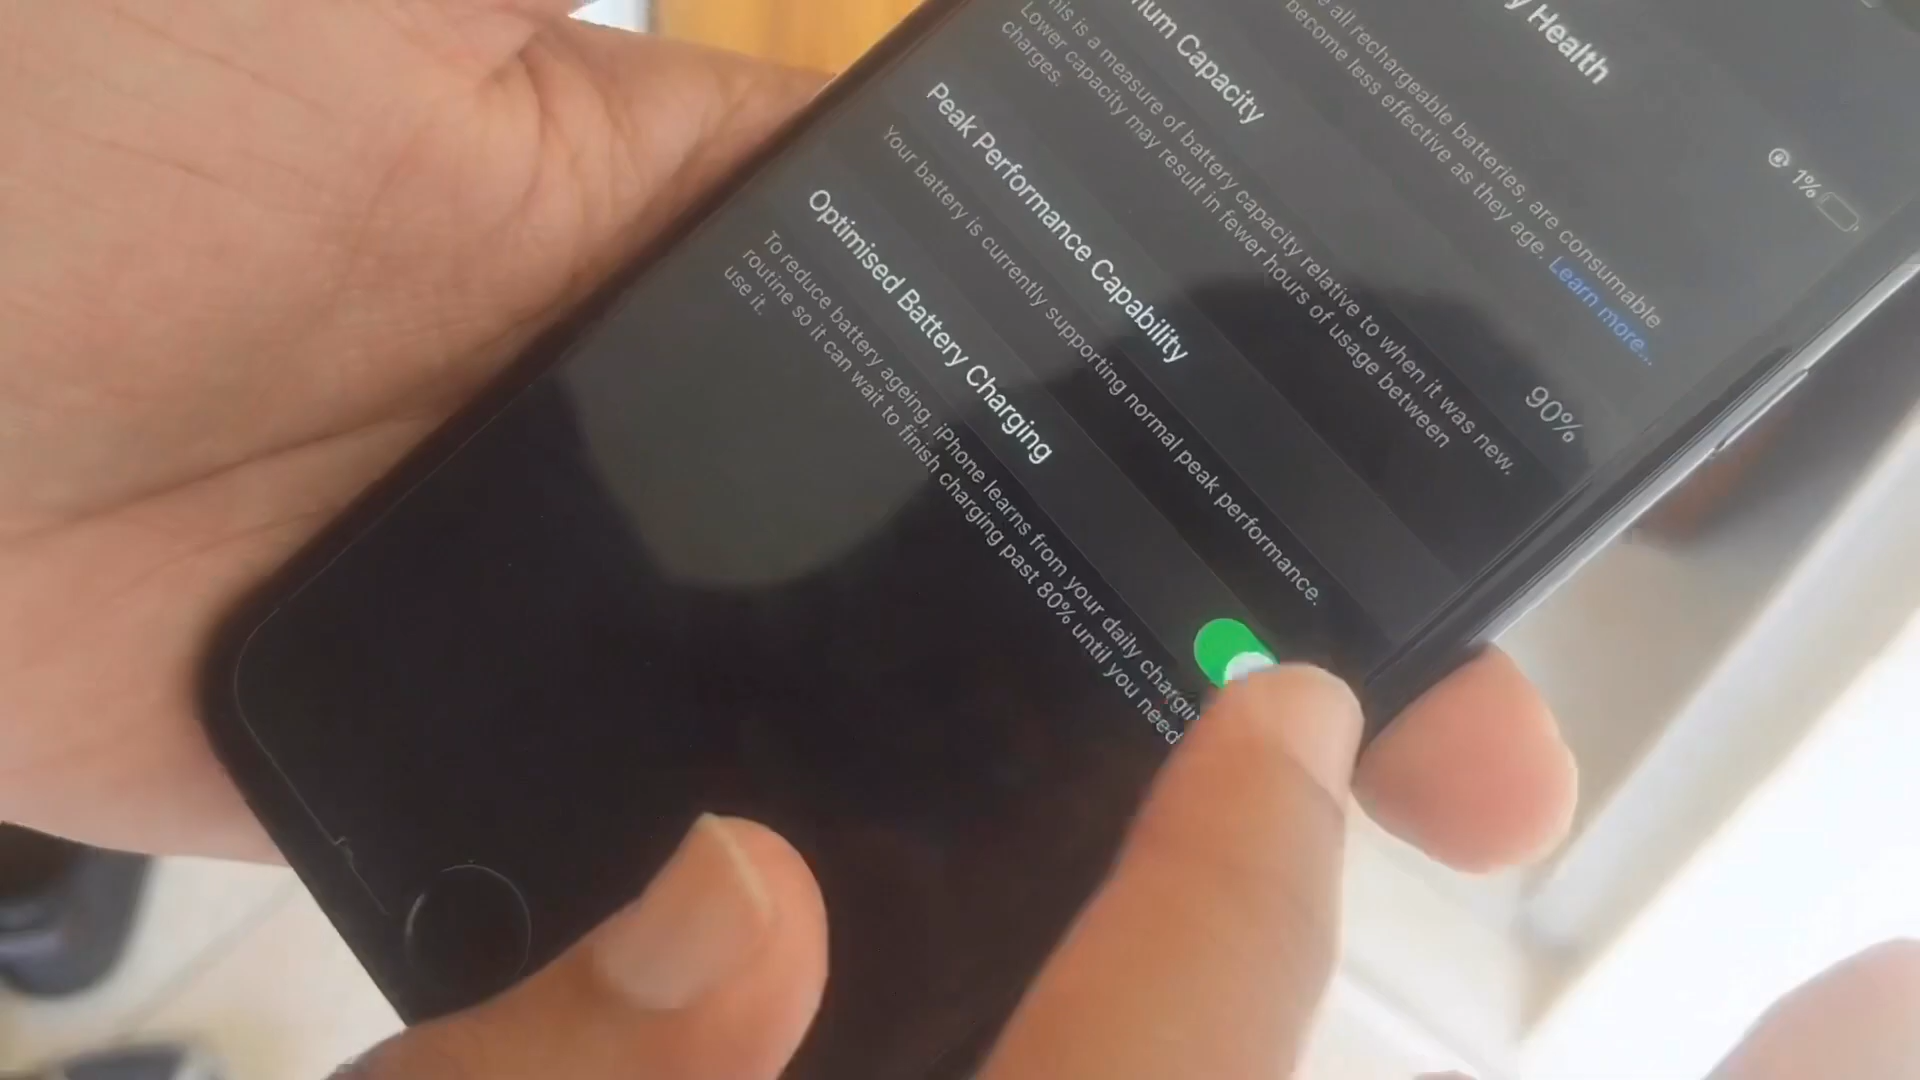 1%
y Health
e all rechargeable batteries, are consumable
become less effective as they age. Learn more...
mum Capacity
90%
This is a measure of battery capacity relative to when it was new.
Lower capacity may result in fewer hours of usage between
charges.
Peak Performance Capability
Your battery is currently supporting normal peak performance.
Optimised Battery Charging
To reduce battery ageing, iPhone learns from your daily chargin
routine so it can wait to finish charging past 80% until you need
use it.